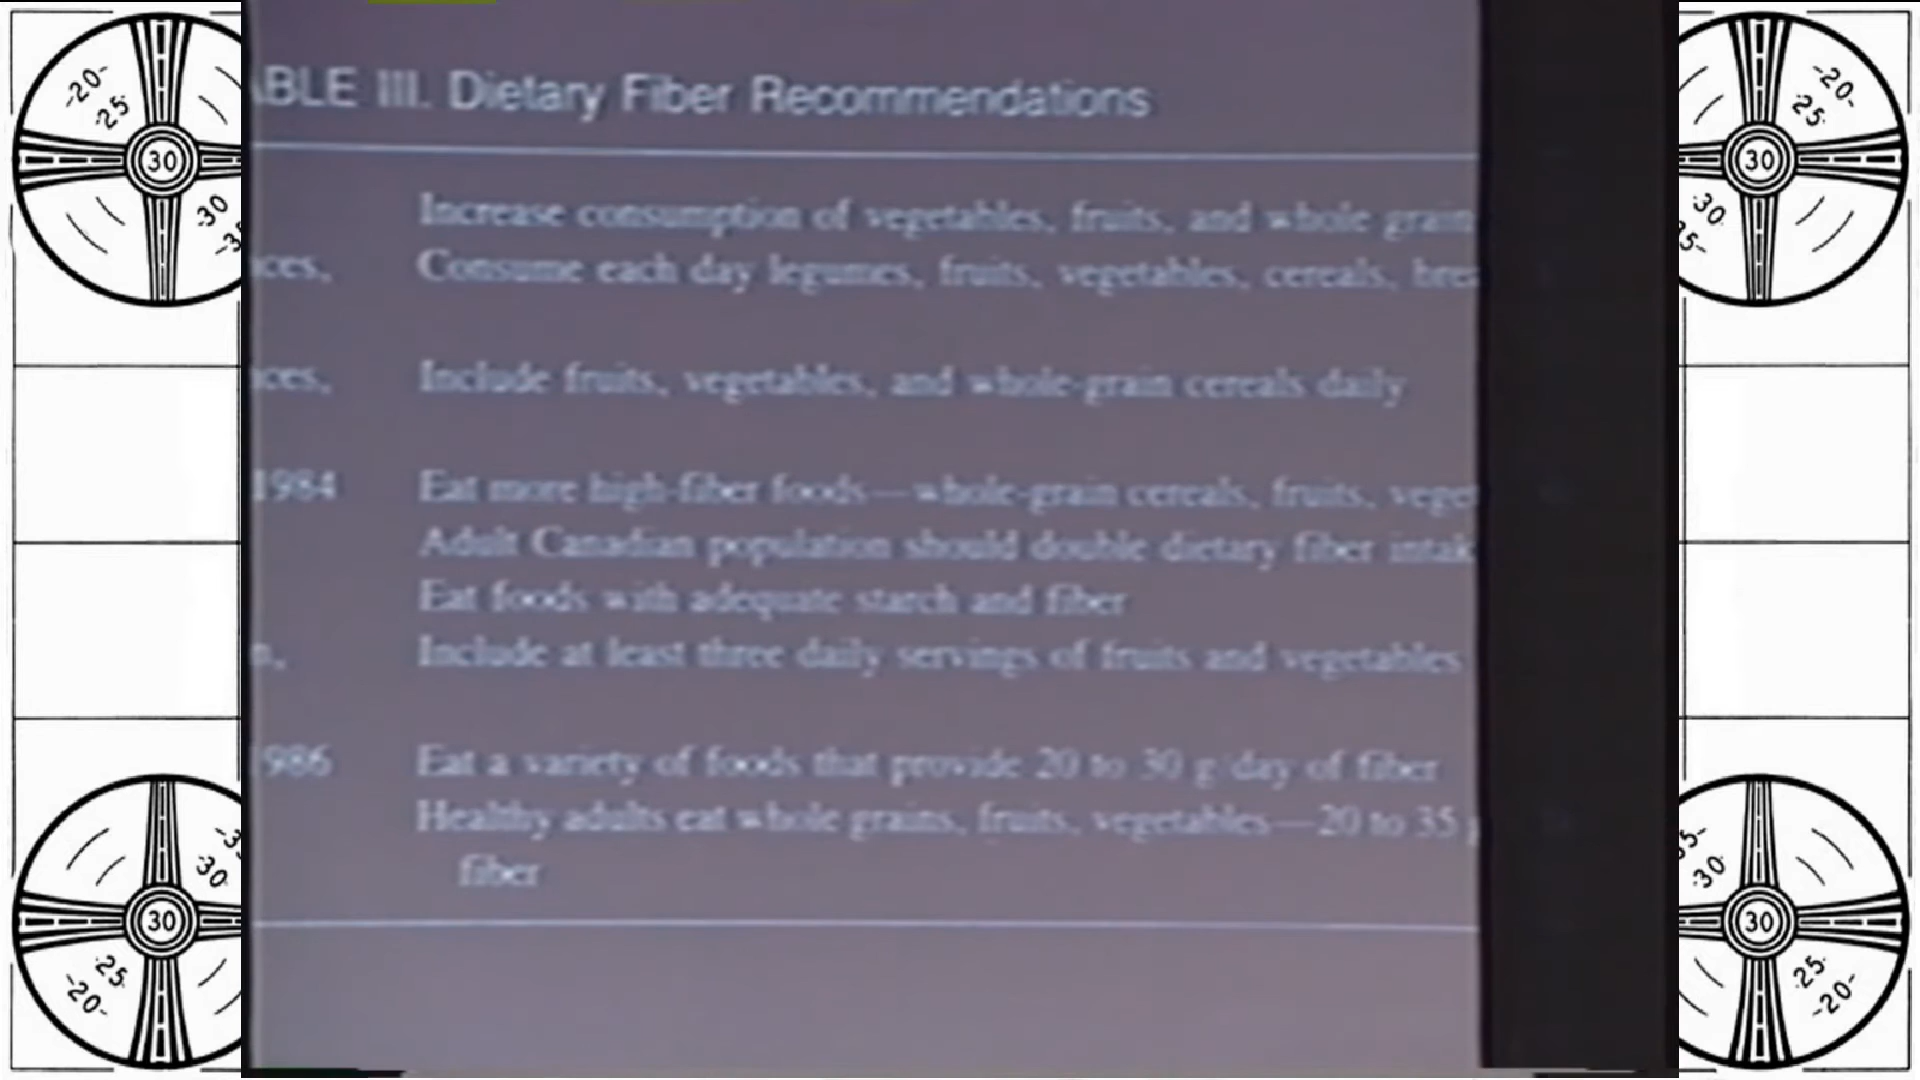 ABLE III. Dietary Fiber Recommendations
Increase consumption of vegetables, fruits, and whole grain
ces, Consume each day legumes, fruits, vegetables, cereals, brea
ces, Include fruits, vegetables, and whole-grain cereals daily
1984 Eat more high-fiber foods—whole-grain cereals, fruits, veget
Adult Canadian population should double dietary fiber intak
Eat foods with adequate starch and fiber
n, Include at least three daily servings of fruits and vegetables
986 Eat a variety of foods that provide 20 to 30 g/day of fiber
Healthy adults eat whole grains, fruits, vegetables—20 to 35 g
fiber
-20-
25
30
30
-20-
25
30
30
30
30
25
-20-
30
30
25
-20-